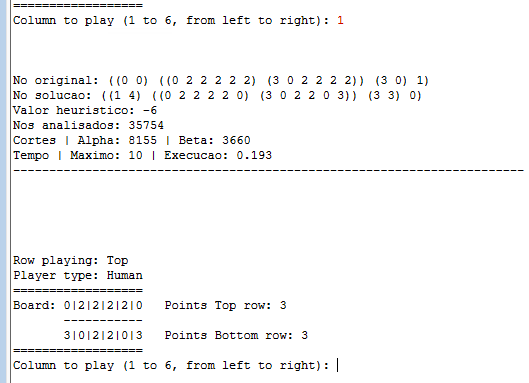 ==================
Column to play (1 to 6, from left to right): 1
No original: ((0 0) ((0 2 2 2 2 2) (3 0 2 2 2 2)) (3 0) 1)
No solucao: ((1 4) ((0 2 2 2 2 0) (3 0 2 2 0 3)) (3 3) 0)
Valor heuristico: -6
Nos analisados: 35754
Cortes | Alpha: 8155 | Beta: 3660
Tempo | Maximo: 10 | Execucao: 0.193
-----------------------------------------------------------------------
Row playing: Top
Player type: Human
==================
Board: 0|2|2|2|2|0   Points Top row: 3
       -----------
       3|0|2|2|0|3   Points Bottom row: 3
==================
Column to play (1 to 6, from left to right):